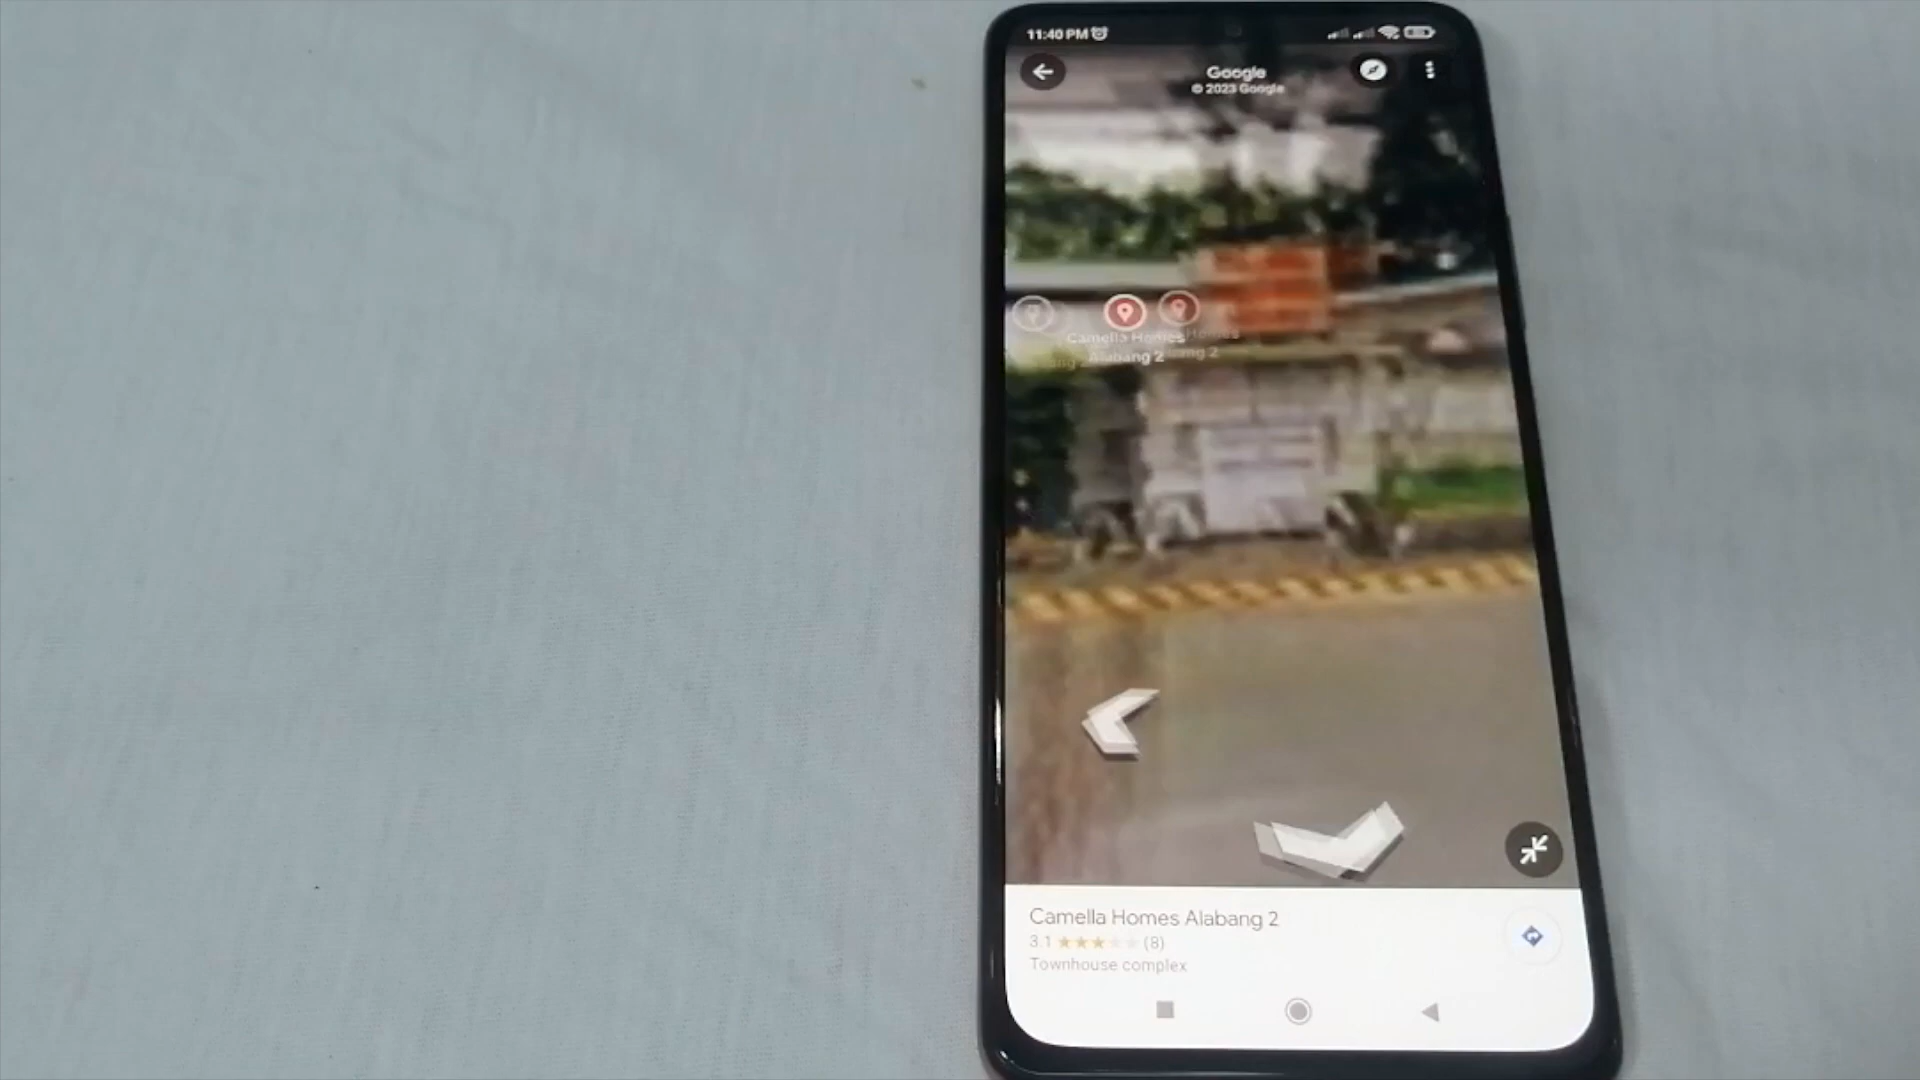 11:40 PM
Google
© 2023 Google
Camella Homes
Alabang 2
Camella Homes Alabang 2
3.1 (8)
Townhouse complex